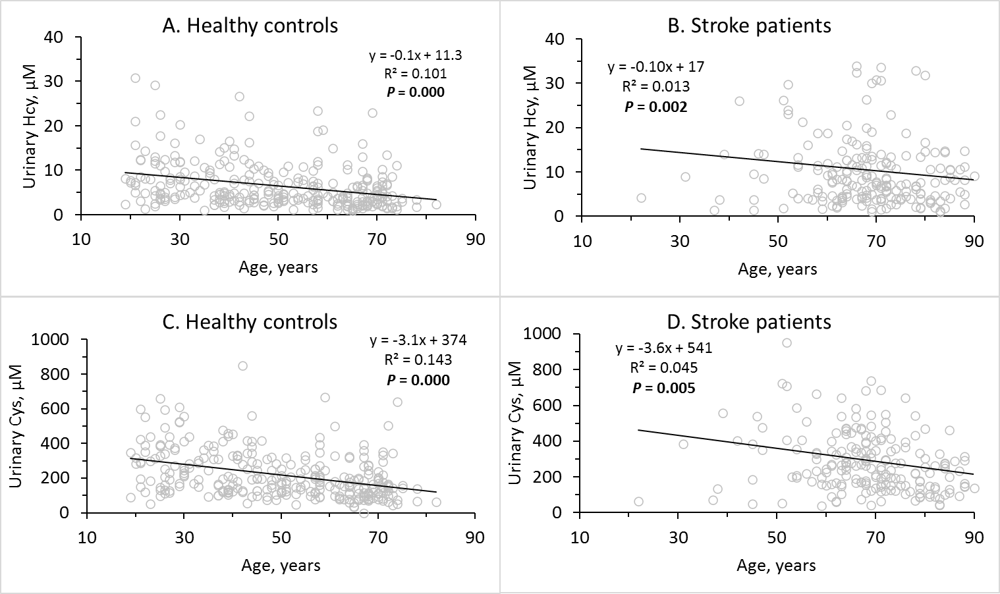 A. Healthy controls
40
30
20
10
0
Urinary Hcy, µM
y = -0.1x + 11.3
R² = 0.101
P = 0.000
10 30 50 70 90
Age, years
B. Stroke patients
40
30
20
10
0
Urinary Hcy, µM
y = -0.10x + 17
R² = 0.013
P = 0.002
10 30 50 70 90
Age, years
C. Healthy controls
1000
800
600
400
200
0
Urinary Cys, µM
y = -3.1x + 374
R² = 0.143
P = 0.000
10 30 50 70 90
Age, years
D. Stroke patients
1000
800
600
400
200
0
Urinary Cys, µM
y = -3.6x + 541
R² = 0.045
P = 0.005
10 30 50 70 90
Age, years